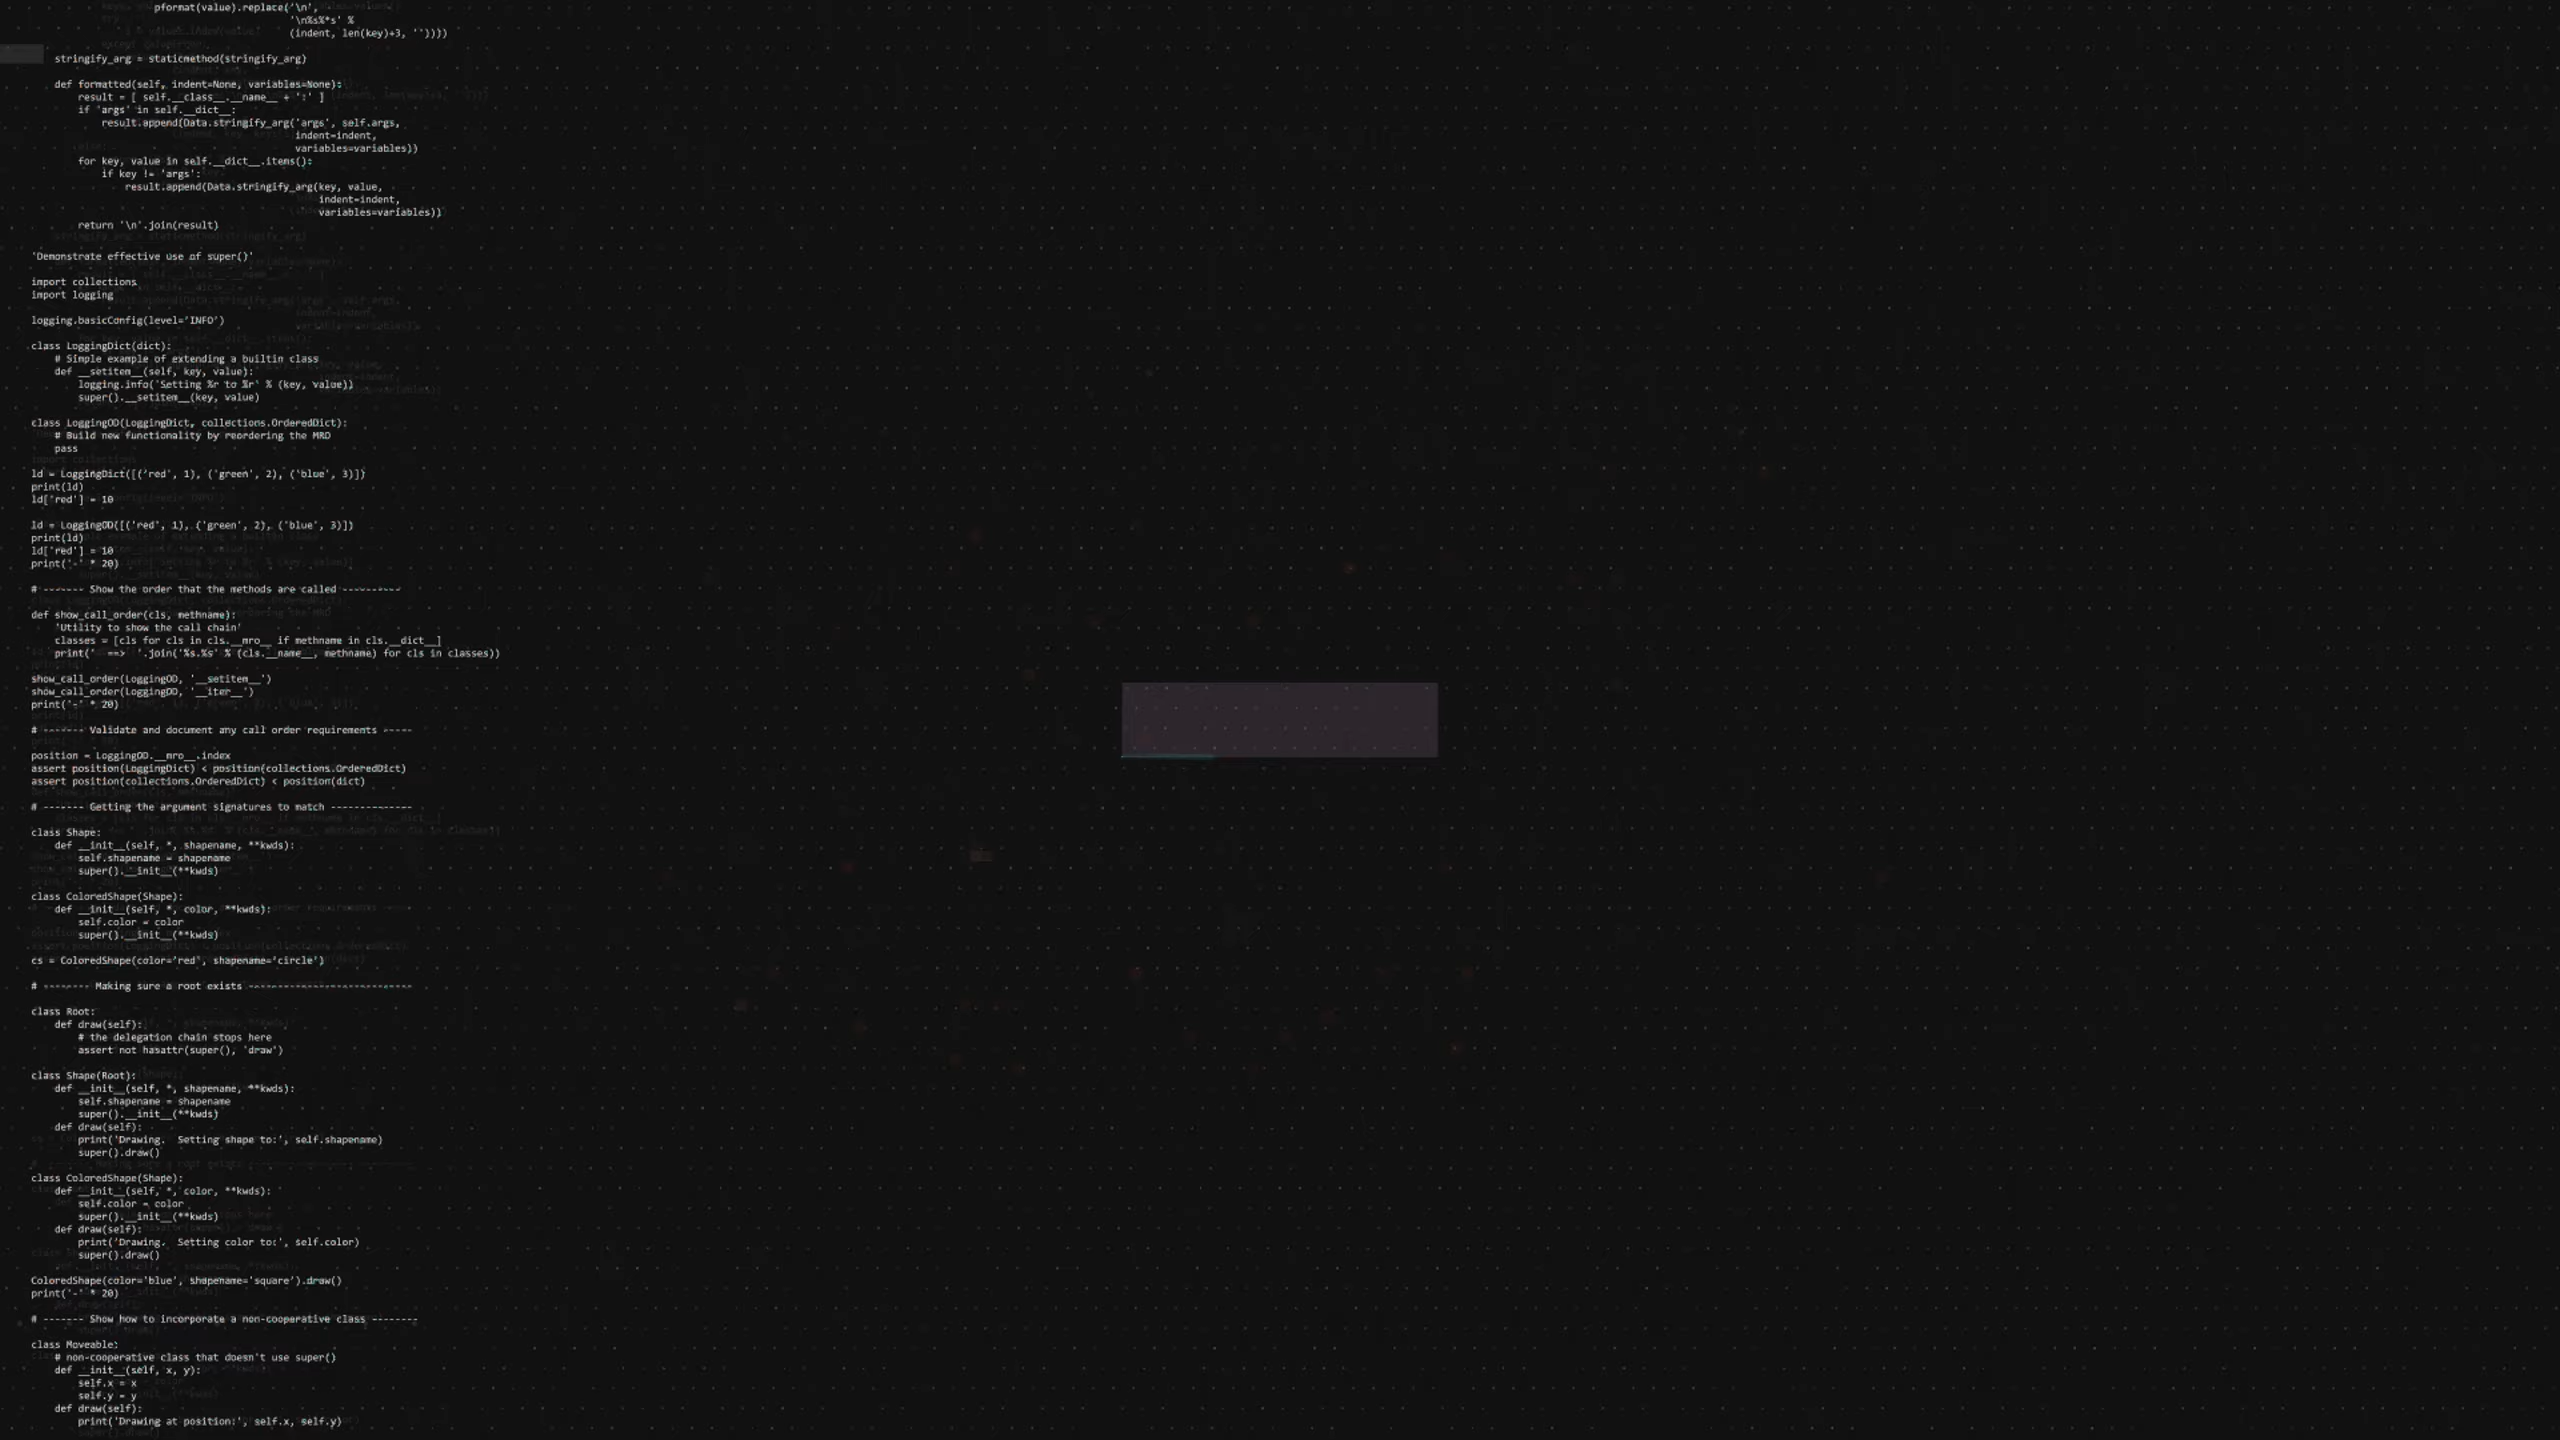 pformat(value).replace('\n',
'\n%s%*s' %
(indent, len(key)+3, ''))})
stringify_arg = staticmethod(stringify_arg)
def formatted(self, indent=None, variables=None):
result = [ self.__class__.__name__ + ':' ]
if 'args' in self.__dict__:
result.append(Data.stringify_arg('args', self.args,
indent=indent,
variables=variables))
for key, value in self.__dict__.items():
if key != 'args':
result.append(Data.stringify_arg(key, value,
indent=indent,
variables=variables))
return '\n'.join(result)
'Demonstrate effective use of super()'
import collections
import logging
logging.basicConfig(level='INFO')
class LoggingDict(dict):
# Simple example of extending a builtin class
def __setitem__(self, key, value):
logging.info('Setting %r to %r' % (key, value))
super().__setitem__(key, value)
class LoggingOD(LoggingDict, collections.OrderedDict):
# Build new functionality by reordering the MRO
pass
ld = LoggingDict([('red', 1), ('green', 2), ('blue', 3)])
print(ld)
ld['red'] = 10
ld = LoggingOD([('red', 1), ('green', 2), ('blue', 3)])
print(ld)
ld['red'] = 10
print('-' * 20)
# ------- Show the order that the methods are called ----------
def show_call_order(cls, methname):
'Utility to show the call chain'
classes = [cls for cls in cls.__mro__ if methname in cls.__dict__]
print('  ==>  '.join('%s.%s' % (cls.__name__, methname) for cls in classes))
show_call_order(LoggingOD, '__setitem__')
show_call_order(LoggingOD, '__iter__')
print('-' * 20)
# ------- Validate and document any call order requirements -----
position = LoggingOD.__mro__.index
assert position(LoggingDict) < position(collections.OrderedDict)
assert position(collections.OrderedDict) < position(dict)
# ------- Getting the argument signatures to match --------------
class Shape:
def __init__(self, *, shapename, **kwds):
self.shapename = shapename
super().__init__(**kwds)
class ColoredShape(Shape):
def __init__(self, *, color, **kwds):
self.color = color
super().__init__(**kwds)
cs = ColoredShape(color='red', shapename='circle')
# -------- Making sure a root exists ----------------------------
class Root:
def draw(self):
# the delegation chain stops here
assert not hasattr(super(), 'draw')
class Shape(Root):
def __init__(self, *, shapename, **kwds):
self.shapename = shapename
super().__init__(**kwds)
def draw(self):
print('Drawing.  Setting shape to:', self.shapename)
super().draw()
class ColoredShape(Shape):
def __init__(self, *, color, **kwds):
self.color = color
super().__init__(**kwds)
def draw(self):
print('Drawing.  Setting color to:', self.color)
super().draw()
ColoredShape(color='blue', shapename='square').draw()
print('-' * 20)
# ------- Show how to incorporate a non-cooperative class --------
class Moveable:
# non-cooperative class that doesn't use super()
def __init__(self, x, y):
self.x = x
self.y = y
def draw(self):
print('Drawing at position:', self.x, self.y)